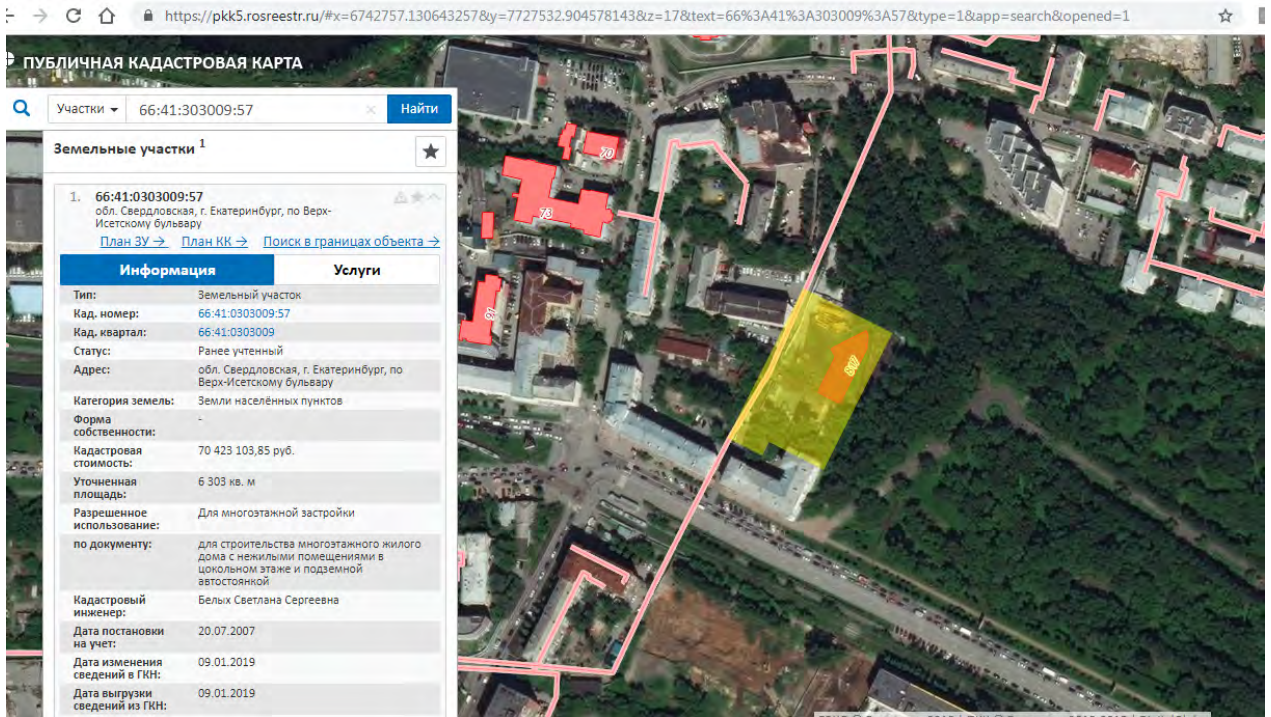 https://pkk5.rosreestr.ru/#x=6742757.130643257&y=7727532.904578143&z=17&text=66%3A41%3A303009%3A57&type=1&app=search&opened=1
ПУБЛИЧНАЯ КАДАСТРОВАЯ КАРТА
Участки 66:41:303009:57 × Найти
Земельные участки 1
1. 66:41:0303009:57
обл. Свердловская, г. Екатеринбург, по Верх-
Исетскому бульвару
План ЗУ → План КК → Поиск в границах объекта →
Информация Услуги
Тип: Земельный участок
Кад. номер: 66:41:0303009:57
Кад. квартал: 66:41:0303009
Статус: Ранее учтенный
Адрес: обл. Свердловская, г. Екатеринбург, по
Верх-Исетскому бульвару
Категория земель: Земли населённых пунктов
Форма -
собственности:
Кадастровая 70 423 103,85 руб.
стоимость:
Уточненная 6 303 кв. м
площадь:
Разрешенное Для многоэтажной застройки
использование:
по документу: для строительства многоэтажного жилого
дома с нежилыми помещениями в
цокольном этаже и подземной
автостоянкой
Кадастровый Белых Светлана Сергеевна
инженер:
Дата постановки 20.07.2007
на учет:
Дата изменения 09.01.2019
сведений в ГКН:
Дата выгрузки 09.01.2019
сведений из ГКН:
70
73